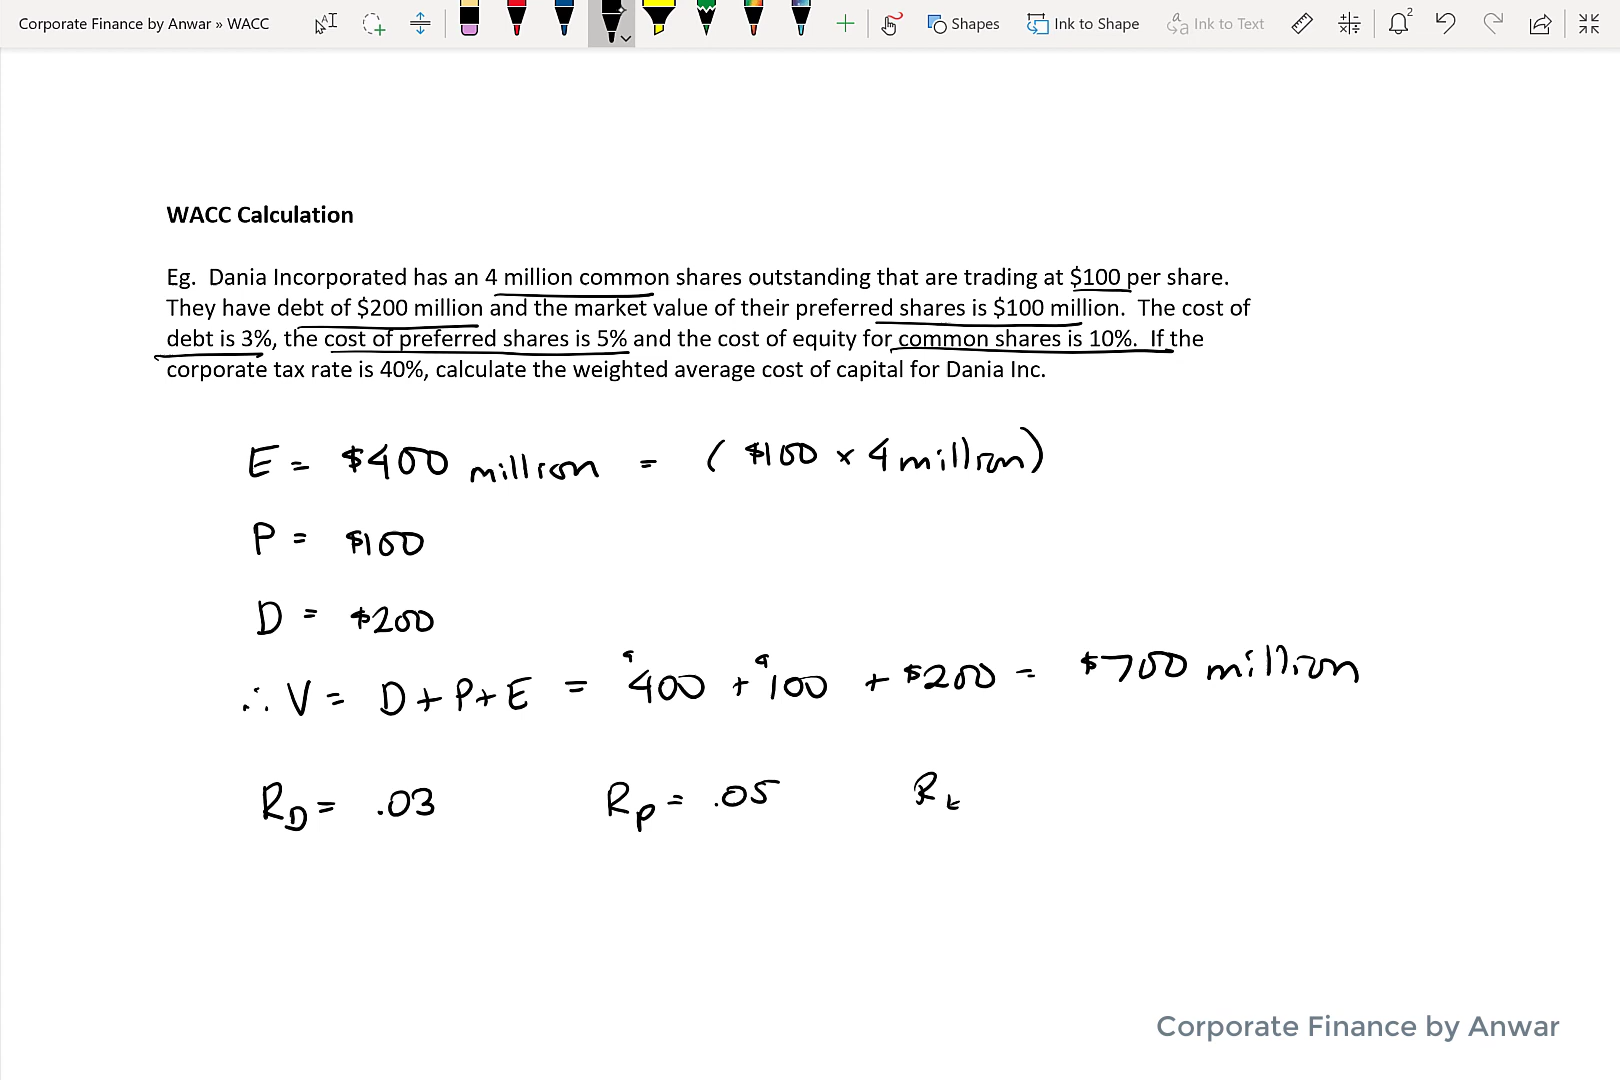 Corporate Finance by Anwar » WACC
Shapes
Ink to Shape
Ink to Text
2
WACC Calculation
Eg. Dania Incorporated has an 4 million common shares outstanding that are trading at $100 per share.
They have debt of $200 million and the market value of their preferred shares is $100 million. The cost of
debt is 3%, the cost of preferred shares is 5% and the cost of equity for common shares is 10%. If the
corporate tax rate is 40%, calculate the weighted average cost of capital for Dania Inc.
E = $400 million = ( $100 × 4 million)
P = $100
D = $200
∴ V = D + P + E = $400 + $100 + $200 = $700 million
R_D = .03 R_P = .05 R_E
Corporate Finance by Anwar